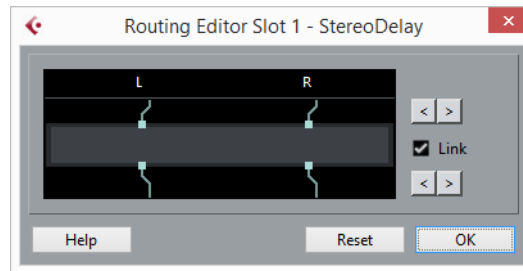 Routing Editor Slot 1 - StereoDelay
L R
< >
Link
< >
Help Reset OK